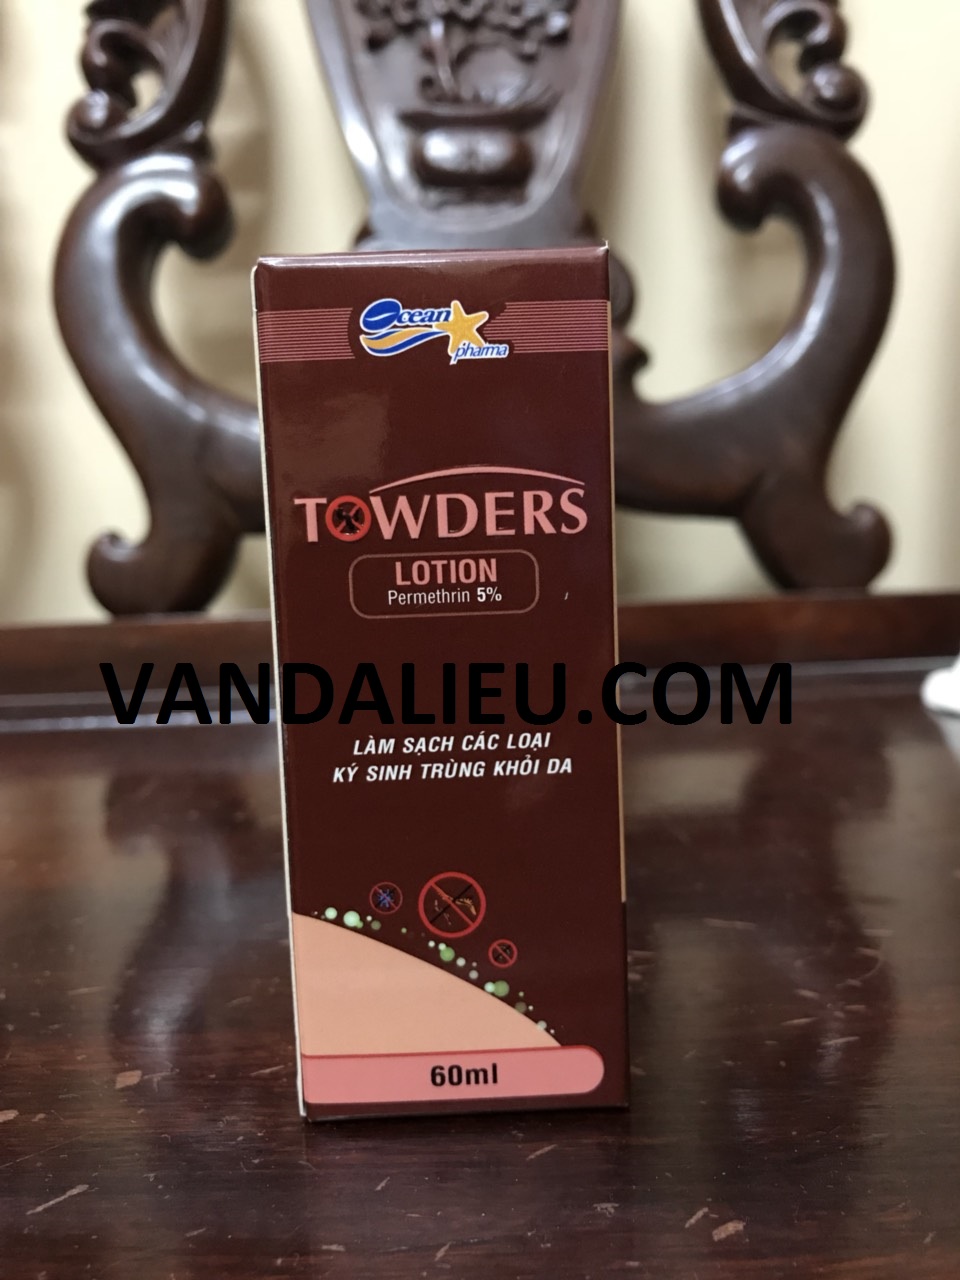 Ocean
pharma
TOWDERS
LOTION
Permethrin 5%
VANDALIEU.COM
LÀM SẠCH CÁC LOẠI
KÝ SINH TRÙNG KHỎI DA
60ml